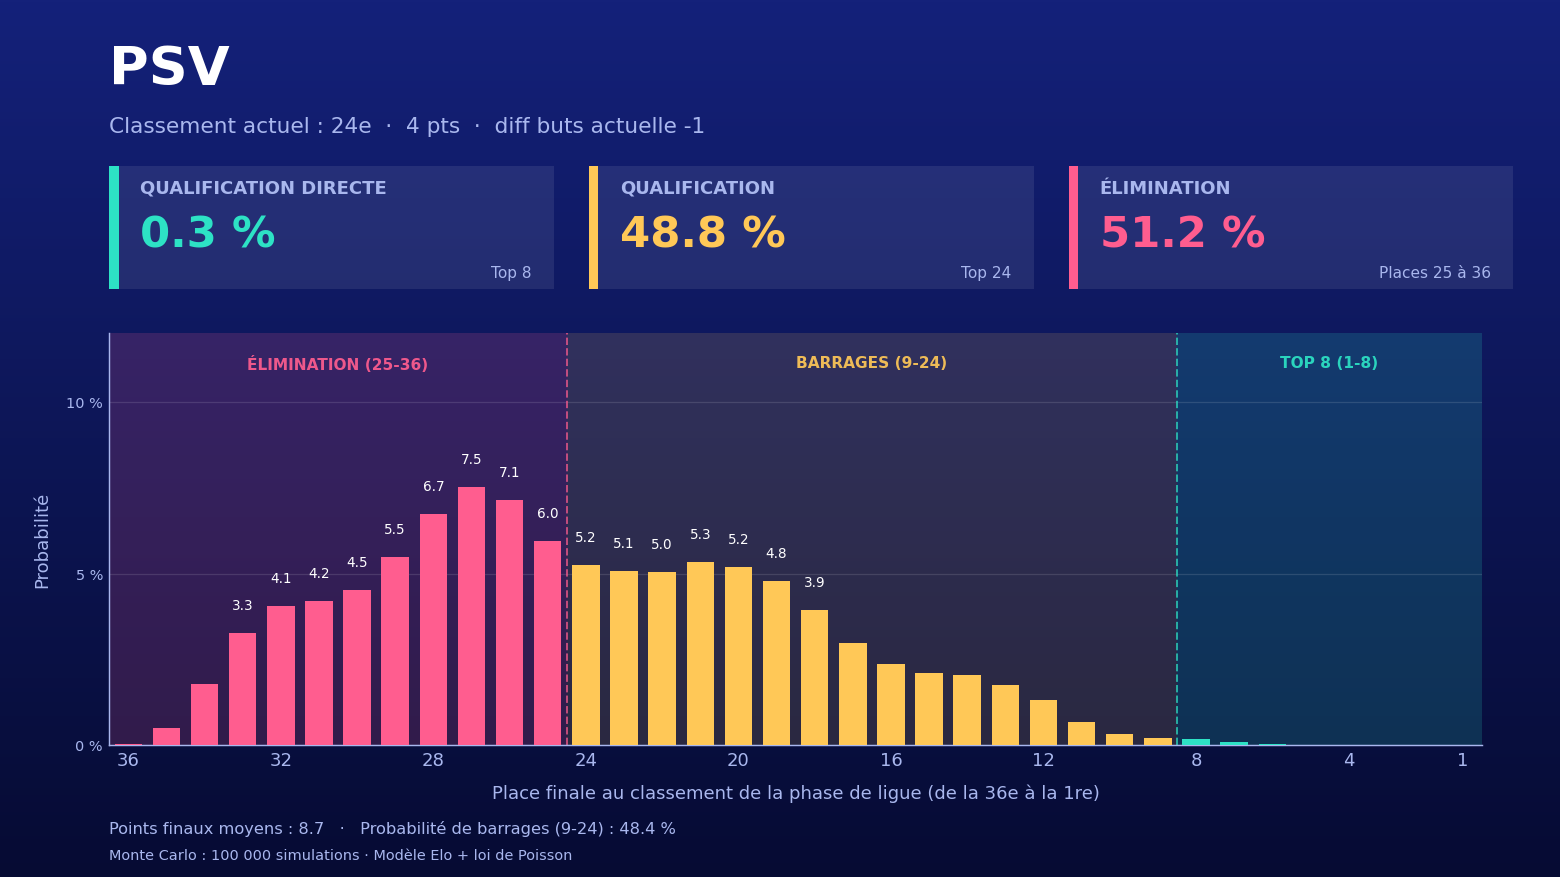 PSV
Classement actuel : 24e · 4 pts · diff buts actuelle -1
QUALIFICATION DIRECTE
0.3 %
Top 8
QUALIFICATION
48.8 %
Top 24
ÉLIMINATION
51.2 %
Places 25 à 36
ÉLIMINATION (25-36)
BARRAGES (9-24)
TOP 8 (1-8)
Probabilité
10 %
5 %
0 %
3.3
4.1
4.2
4.5
5.5
6.7
7.5
7.1
6.0
5.2
5.1
5.0
5.3
5.2
4.8
3.9
36 32 28 24 20 16 12 8 4 1
Place finale au classement de la phase de ligue (de la 36e à la 1re)
Points finaux moyens : 8.7 · Probabilité de barrages (9-24) : 48.4 %
Monte Carlo : 100 000 simulations · Modèle Elo + loi de Poisson